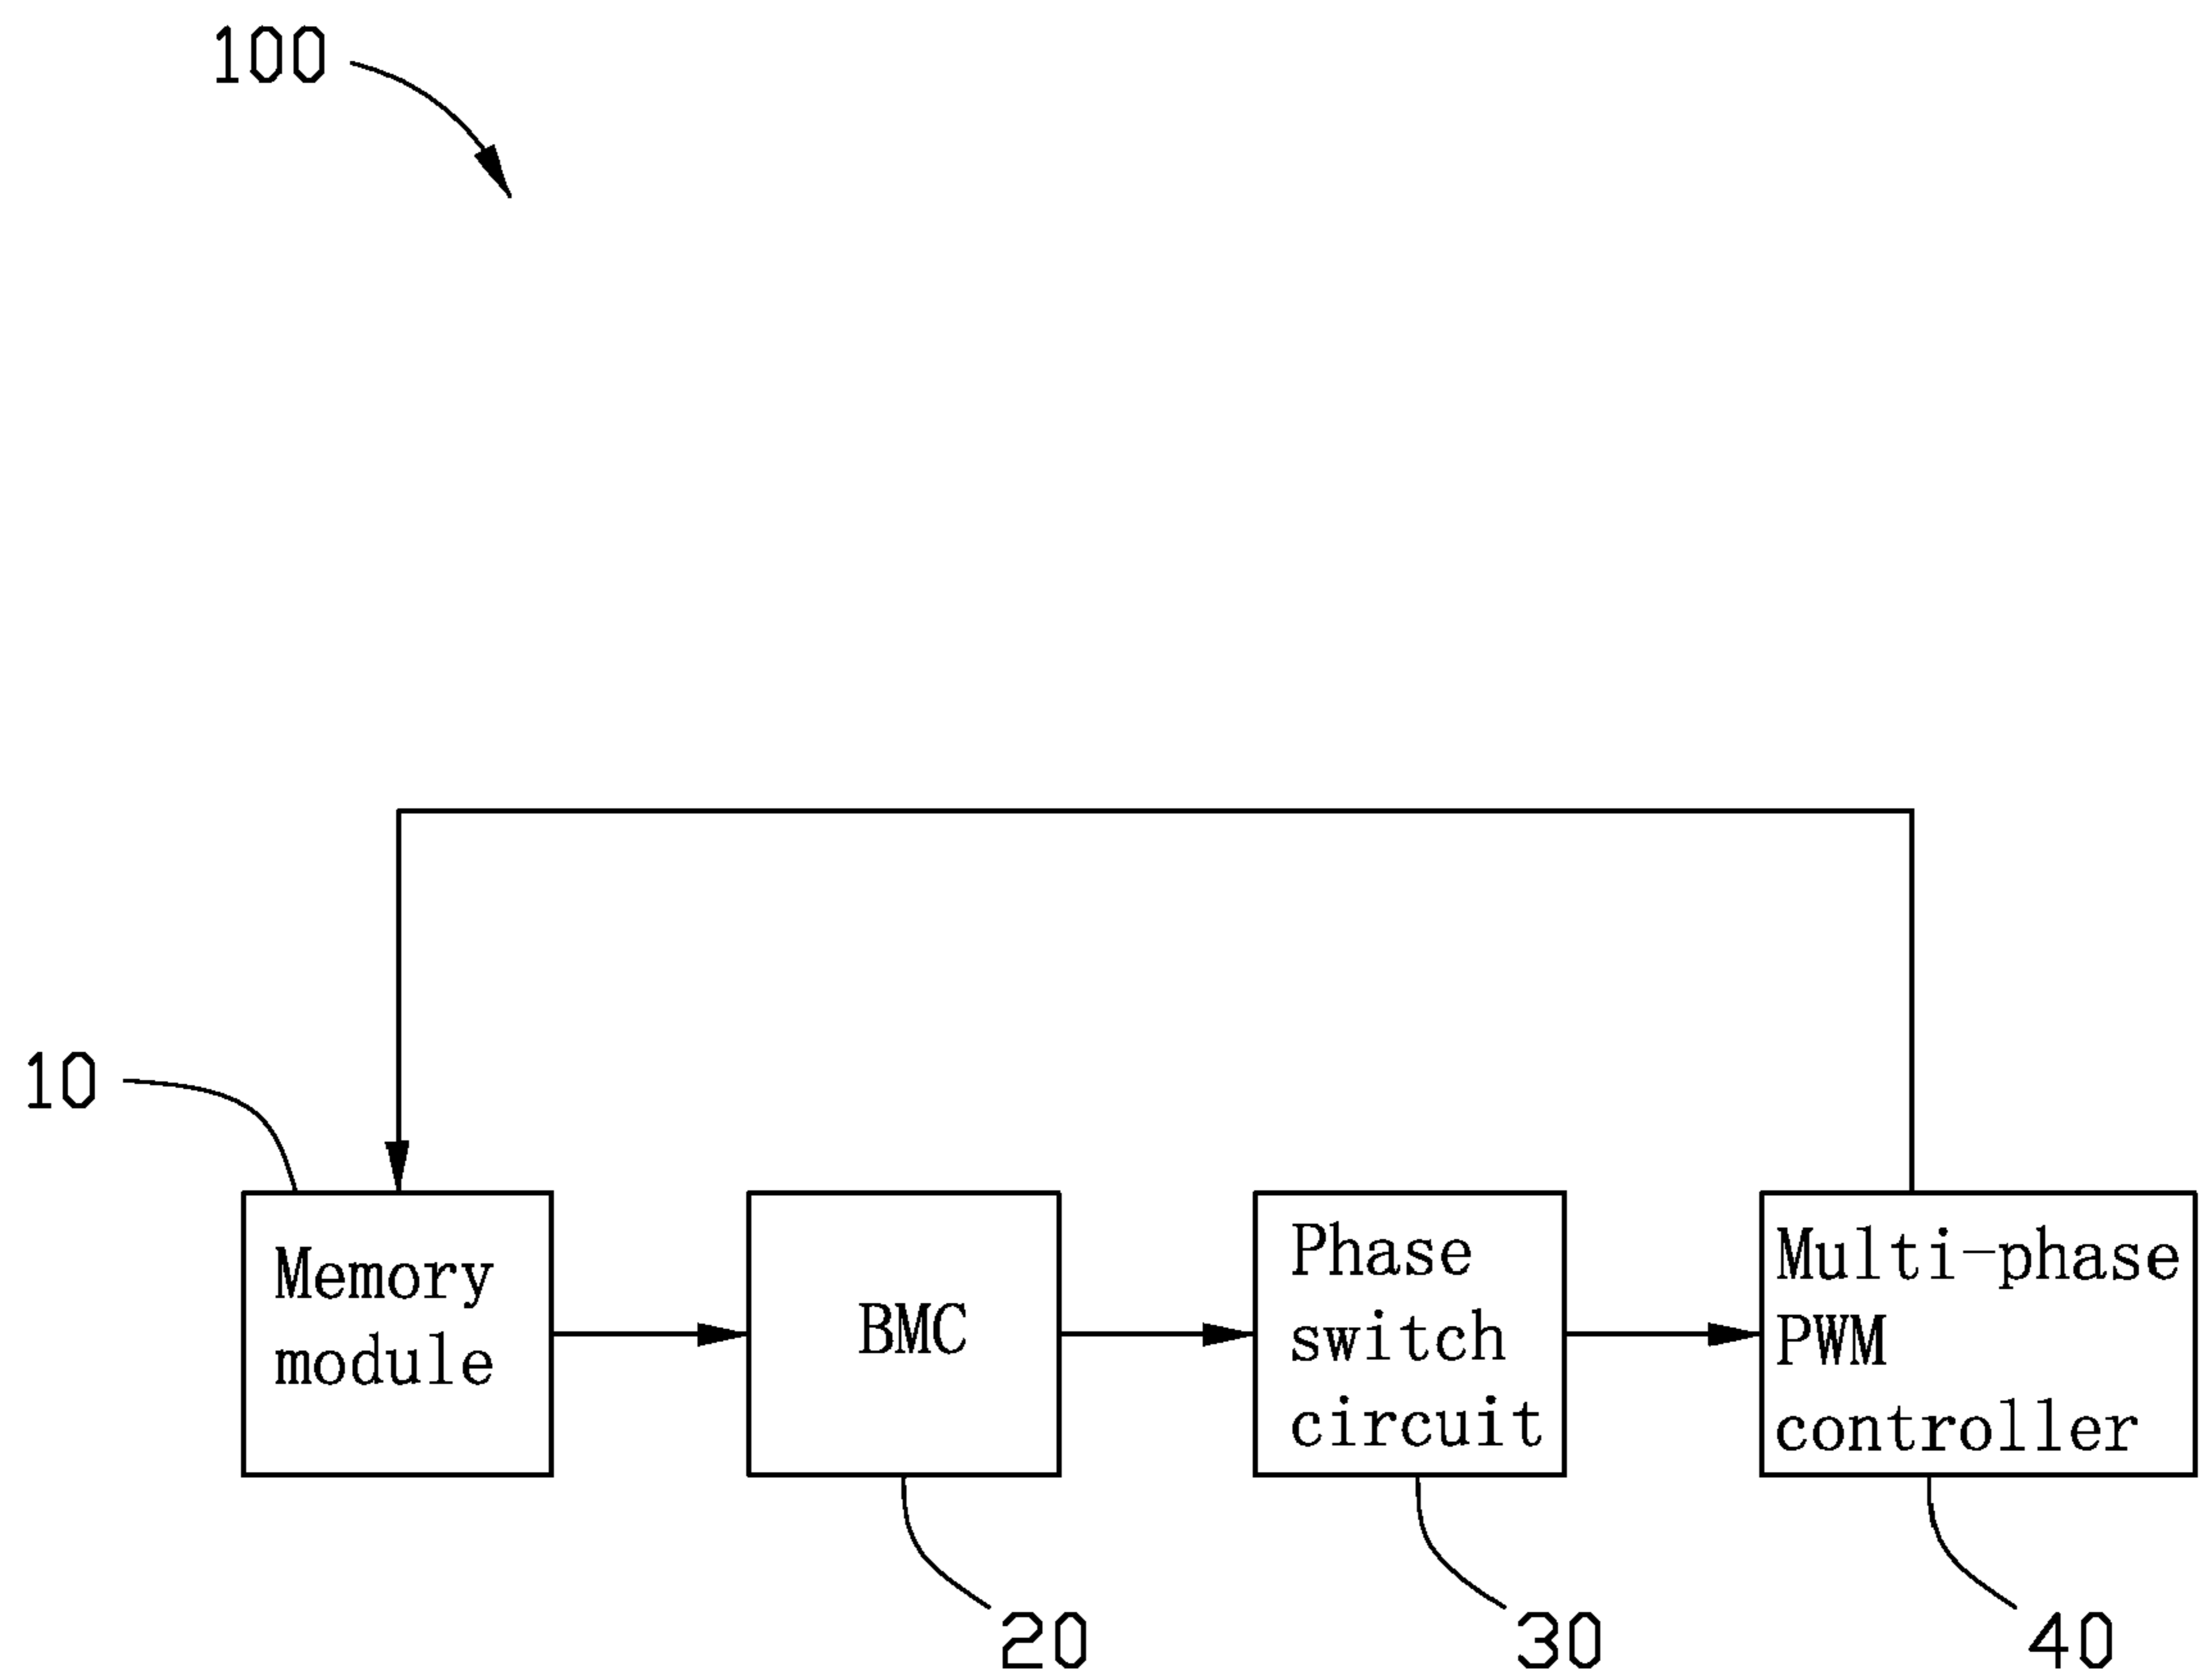 100
10
Memory
module
BMC
Phase
switch
circuit
Multi-phase
PWM
controller
20
30
40